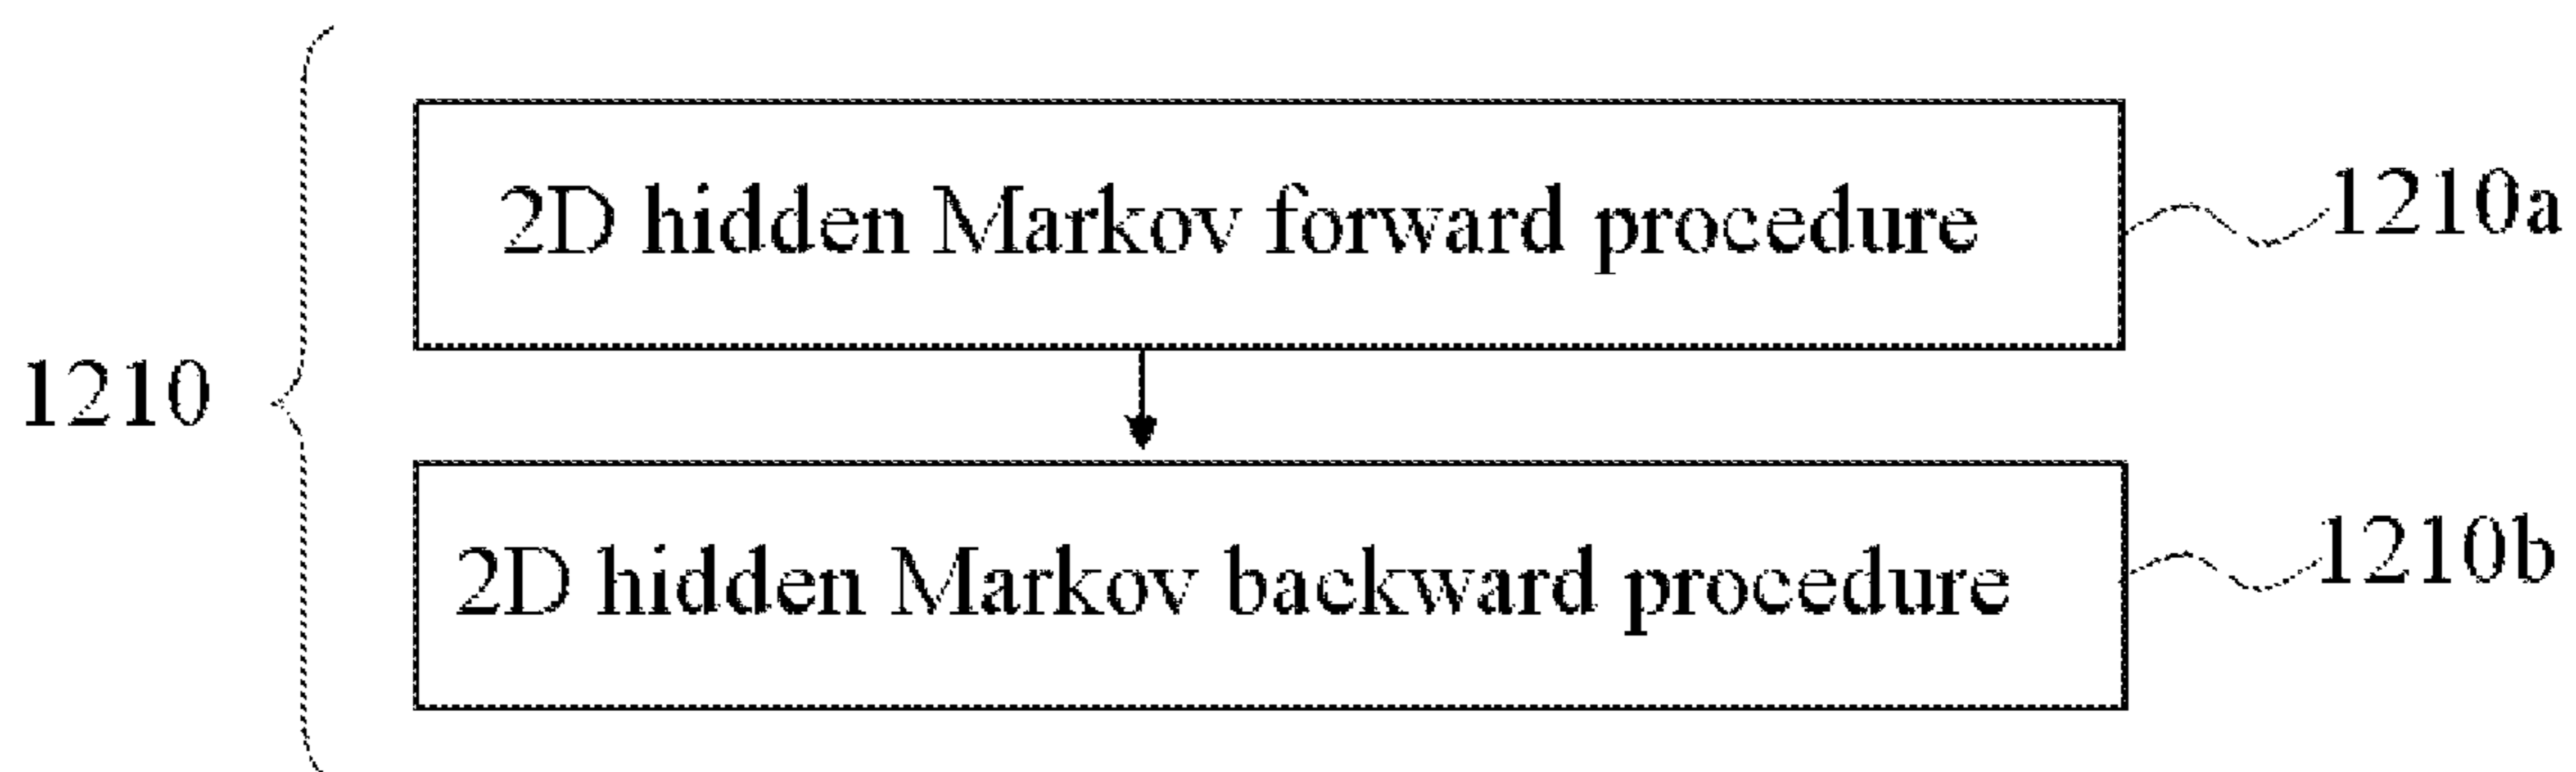 2D hidden Markov forward procedure
1210a
1210
2D hidden Markov backward procedure
1210b